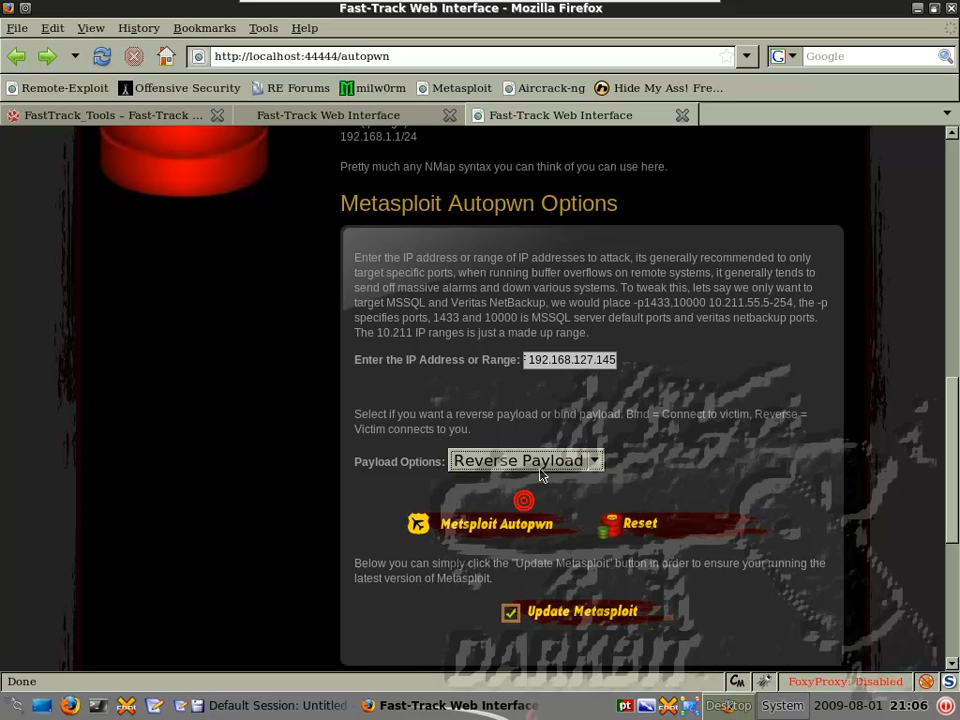 Fast-Track Web Interface - Mozilla Firefox
File Edit View History Bookmarks Tools Help
http://localhost:44444/autopwn
Google
Remote-Exploit Offensive Security RE Forums milw0rm Metasploit Aircrack-ng Hide My Ass! Fre...
FastTrack_Tools – Fast-Track ... Fast-Track Web Interface Fast-Track Web Interface
192.168.1.1/24
Pretty much any NMap syntax you can think of you can use here.
Metasploit Autopwn Options
Enter the IP address or range of IP addresses to attack, its generally recommended to only
target specific ports, when running buffer overflows on remote systems, it generally tends to
send off massive alarms and down various systems. To tweak this, lets say we only want to
target MSSQL and Veritas NetBackup, we would place -p1433,10000 10.211.55.5-254, the -p
specifies ports, 1433 and 10000 is MSSQL server default ports and veritas netbackup ports.
The 10.211 IP ranges is just a made up range.
Enter the IP Address or Range: 192.168.127.145
Select if you want a reverse payload or bind payload. Bind = Connect to victim, Reverse =
Victim connects to you.
Payload Options: Reverse Payload
Metsploit Autopwn Reset
Below you can simply click the "Update Metasploit" button in order to ensure your running the
latest version of Metasploit.
Update Metasploit
DARKBIT
Done FoxyProxy: Disabled
Default Session: Untitled Fast-Track Web Interface pt Desktop System 2009-08-01 21:06